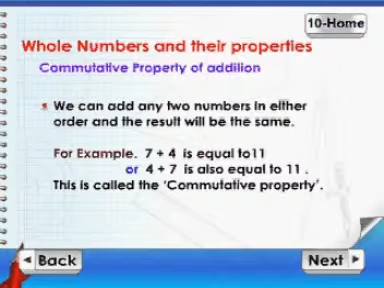 10-Home
Whole Numbers and their properties
Commutative Property of addition
We can add any two numbers in either
order and the result will be the same.
For Example. 7 + 4 is equal to11
or 4 + 7 is also equal to 11 .
This is called the ‘Commutative property’.
Back
Next